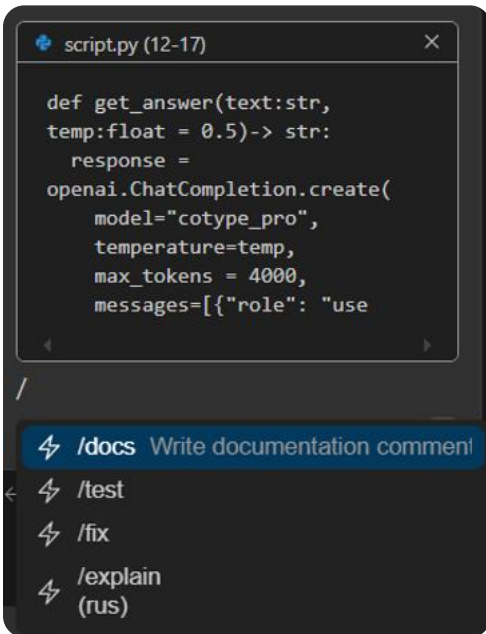 script.py (12-17)
def get_answer(text:str,
temp:float = 0.5)-> str:
response =
openai.ChatCompletion.create(
model="cotype_pro",
temperature=temp,
max_tokens = 4000,
messages=[{"role": "use
/
/docs Write documentation comment
/test
/fix
/explain
(rus)